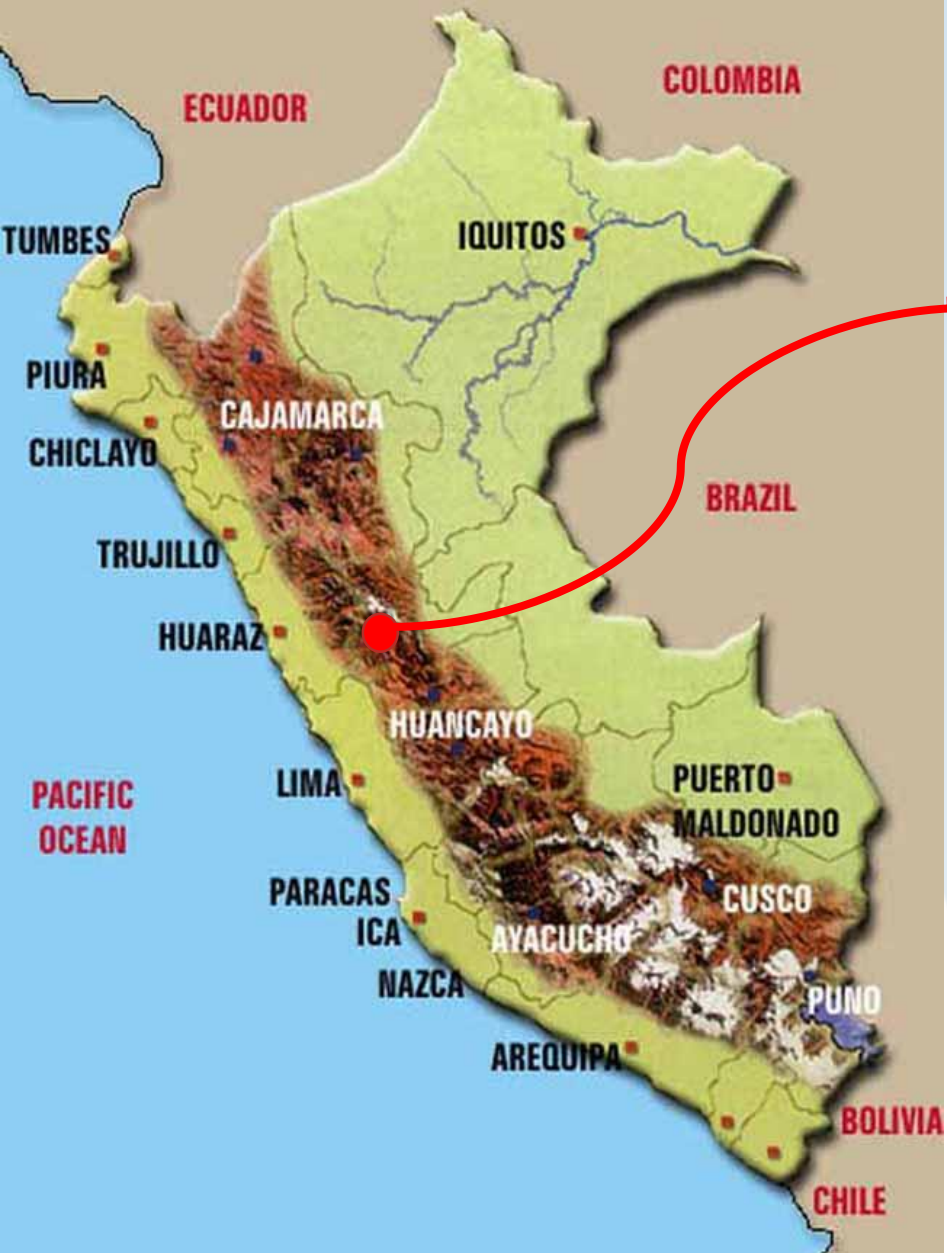 COLOMBIA
ECUADOR
IQUITOS
TUMBES
PIURA
CAJAMARCA
CHICLAYO
BRAZIL
TRUJILLO
HUARAZ
HUANCAYO
PUERTO
MALDONADO
LIMA
PACIFIC
OCEAN
PARACAS
ICA
CUSCO
AYACUCHO
NAZCA
PUNO
AREQUIPA
BOLIVIA
CHILE